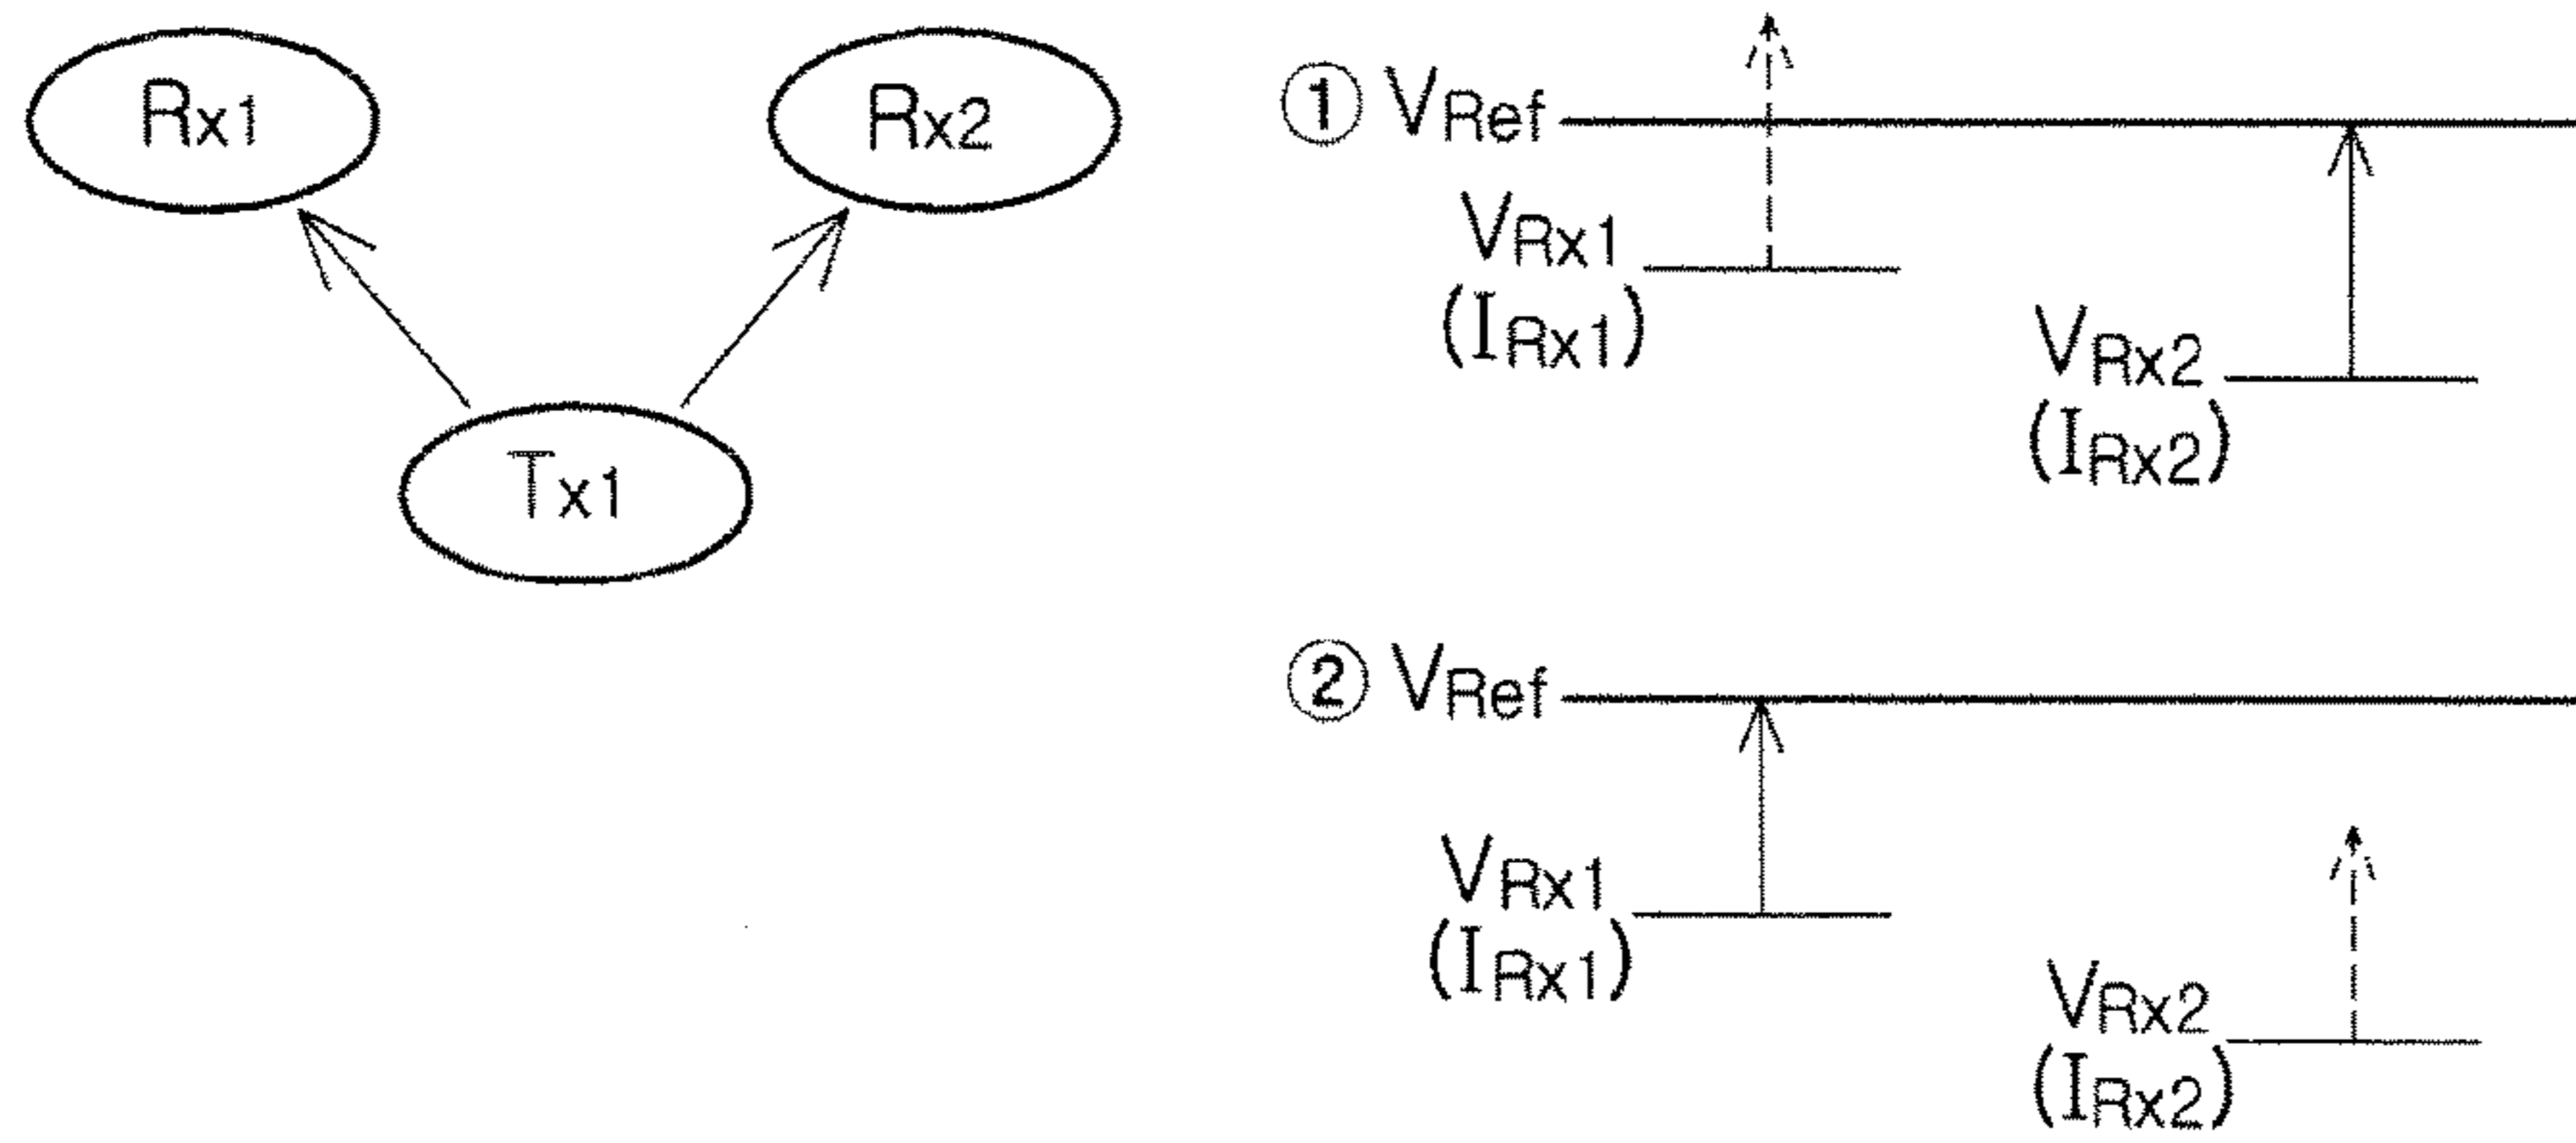 Rx1
Rx2
Tx1
① VRef
VRx1
(IRx1)
VRx2
(IRx2)
② VRef
VRx1
(IRx1)
VRx2
(IRx2)